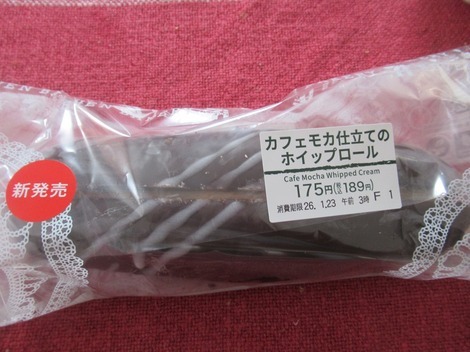 新発売
カフェモカ仕立ての
ホイップロール
Cafe Mocha Whipped Cream
175円(税込189円)
消費期限26. 1.23 午前 3時 F 1